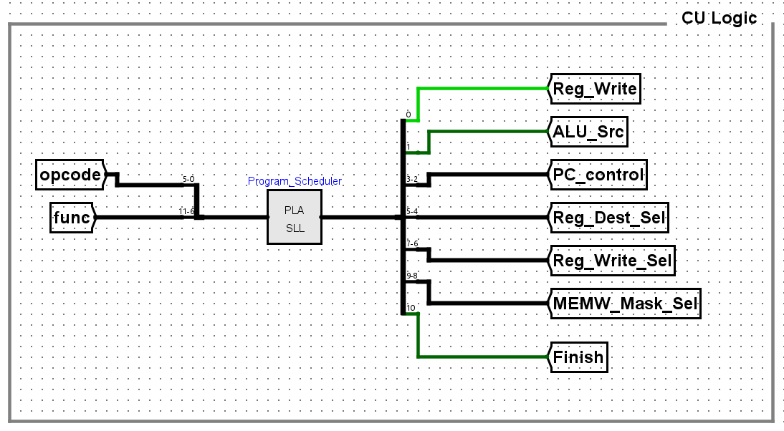 CU Logic
0
Reg_Write
1
ALU_Src
opcode
5-0
3-2
PC_control
Program_Scheduler
func
11-6
PLA
SLL
5-4
Reg_Dest_Sel
7-6
Reg_Write_Sel
9-8
MEMW_Mask_Sel
10
Finish